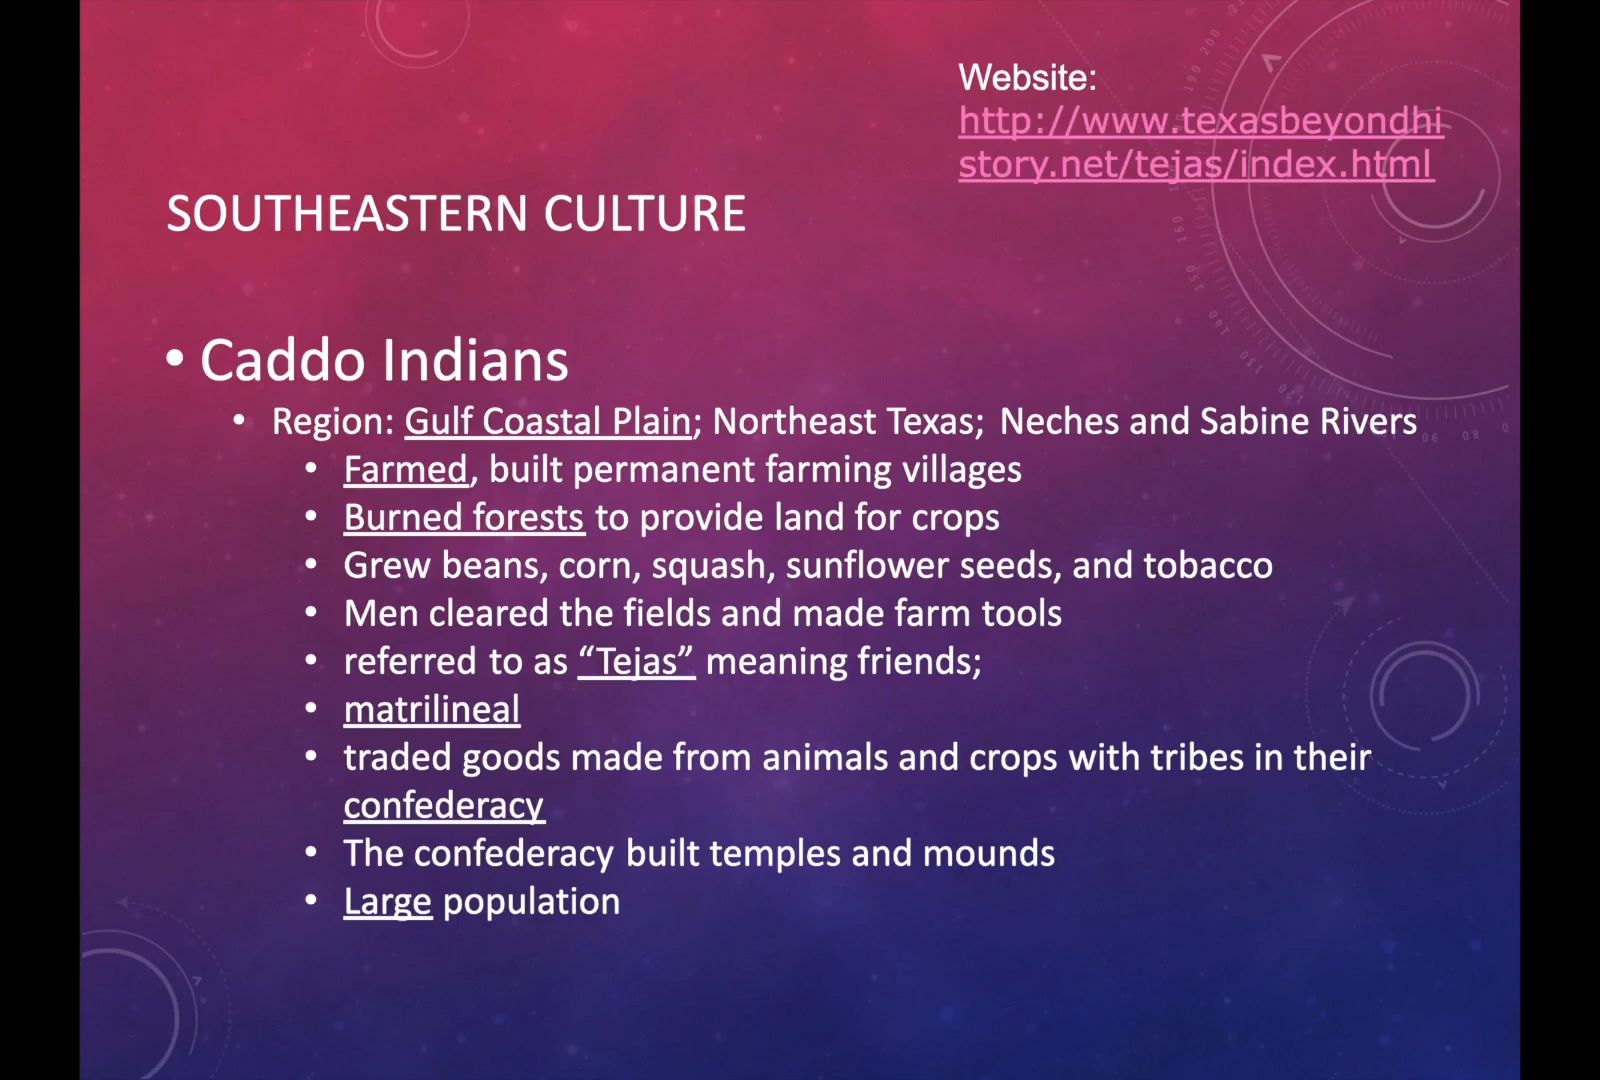 Website:
http://www.texasbeyondhi
story.net/tejas/index.html
SOUTHEASTERN CULTURE
• Caddo Indians
• Region: Gulf Coastal Plain; Northeast Texas; Neches and Sabine Rivers
• Farmed, built permanent farming villages
• Burned forests to provide land for crops
• Grew beans, corn, squash, sunflower seeds, and tobacco
• Men cleared the fields and made farm tools
• referred to as “Tejas” meaning friends;
• matrilineal
• traded goods made from animals and crops with tribes in their
confederacy
• The confederacy built temples and mounds
• Large population